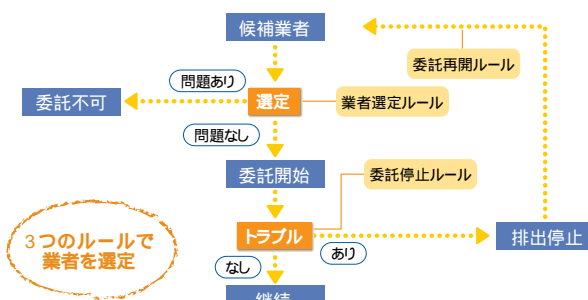 候補業者
委託再開ルール
問題あり
委託不可
選定
業者選定ルール
問題なし
委託開始
委託停止ルール
3つのルールで
業者を選定
トラブル
あり
排出停止
なし
継続